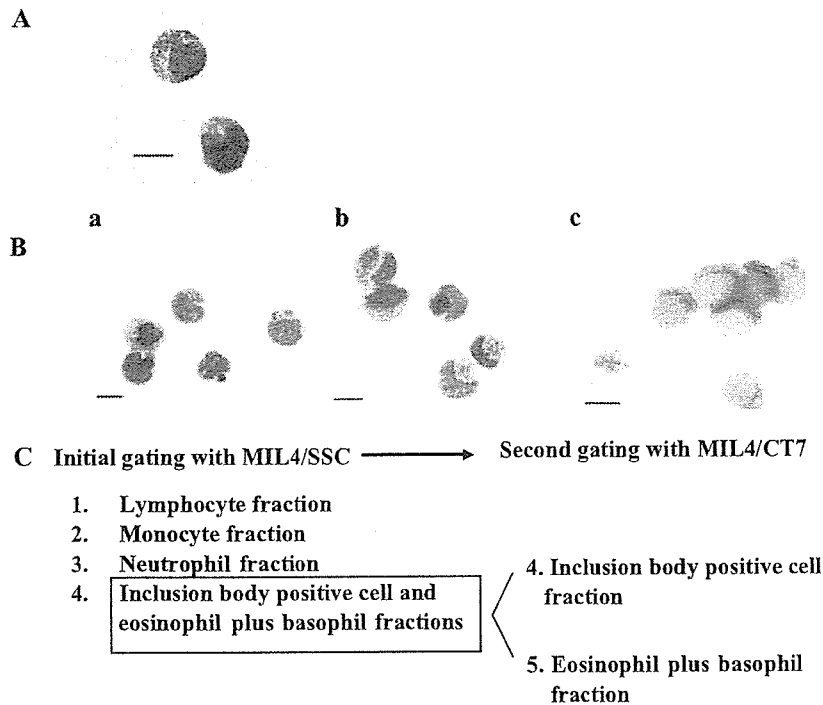 A
a b c
B
C Initial gating with MIL4/SSC Second gating with MIL4/CT7
1. Lymphocyte fraction
2. Monocyte fraction
3. Neutrophil fraction
4. Inclusion body positive cell and
eosinophil plus basophil fractions
4. Inclusion body positive cell
fraction
5. Eosinophil plus basophil
fraction